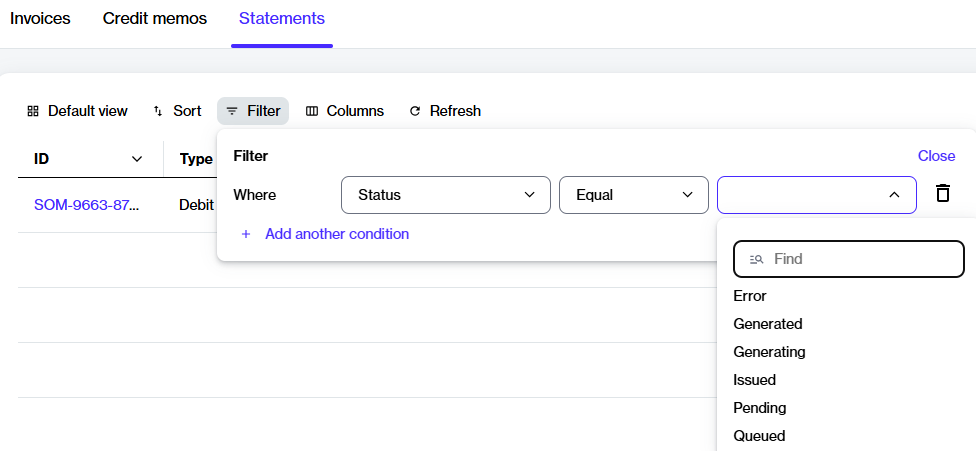 Invoices Credit memos Statements
Default view Sort Filter Columns Refresh
ID Type
Filter Close
Where Status Equal
SOM-9663-87... Debit
+ Add another condition
Find
Error
Generated
Generating
Issued
Pending
Queued